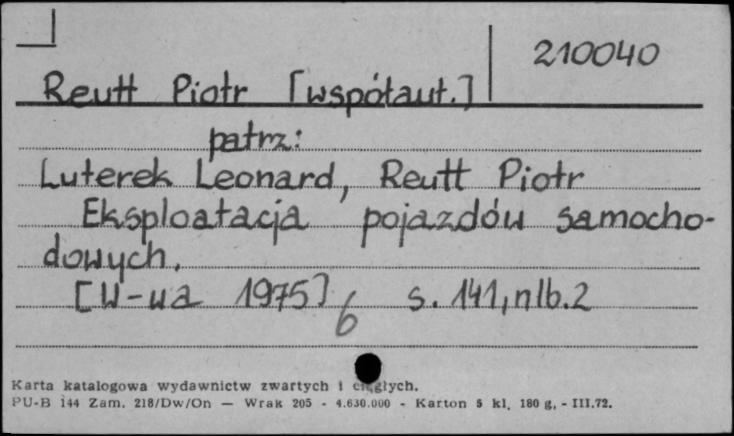 210040
Reutt Piotr [współaut.]
patrz:
Luterek Leonard, Reutt Piotr
Eksploatacja pojazdów samocho-
dowych.
[W-wa 1975] s. 141, nlb. 2
6
Karta katalogowa wydawnictw zwartych i ciągłych.
PU-B 144 Zam. 218/Dw/On — Wrak 205 - 4.630.000 - Karton 5 kl. 180 g. - III.72.